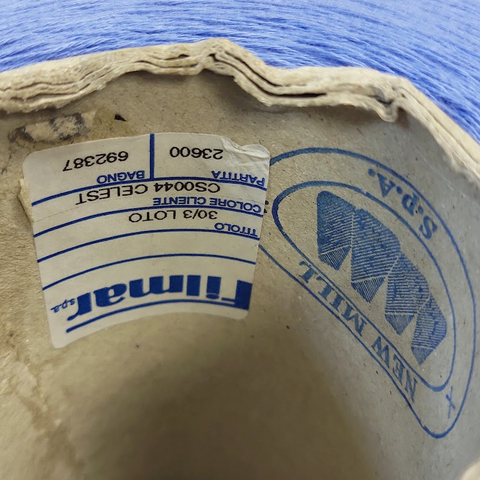 Filmar s.p.a.
TITOLO
30/3 LOTO
COLORE CLIENTE
CS0044 CELEST
PARTITA BAGNO
23600 692387
NEW MILL
S.p.A.